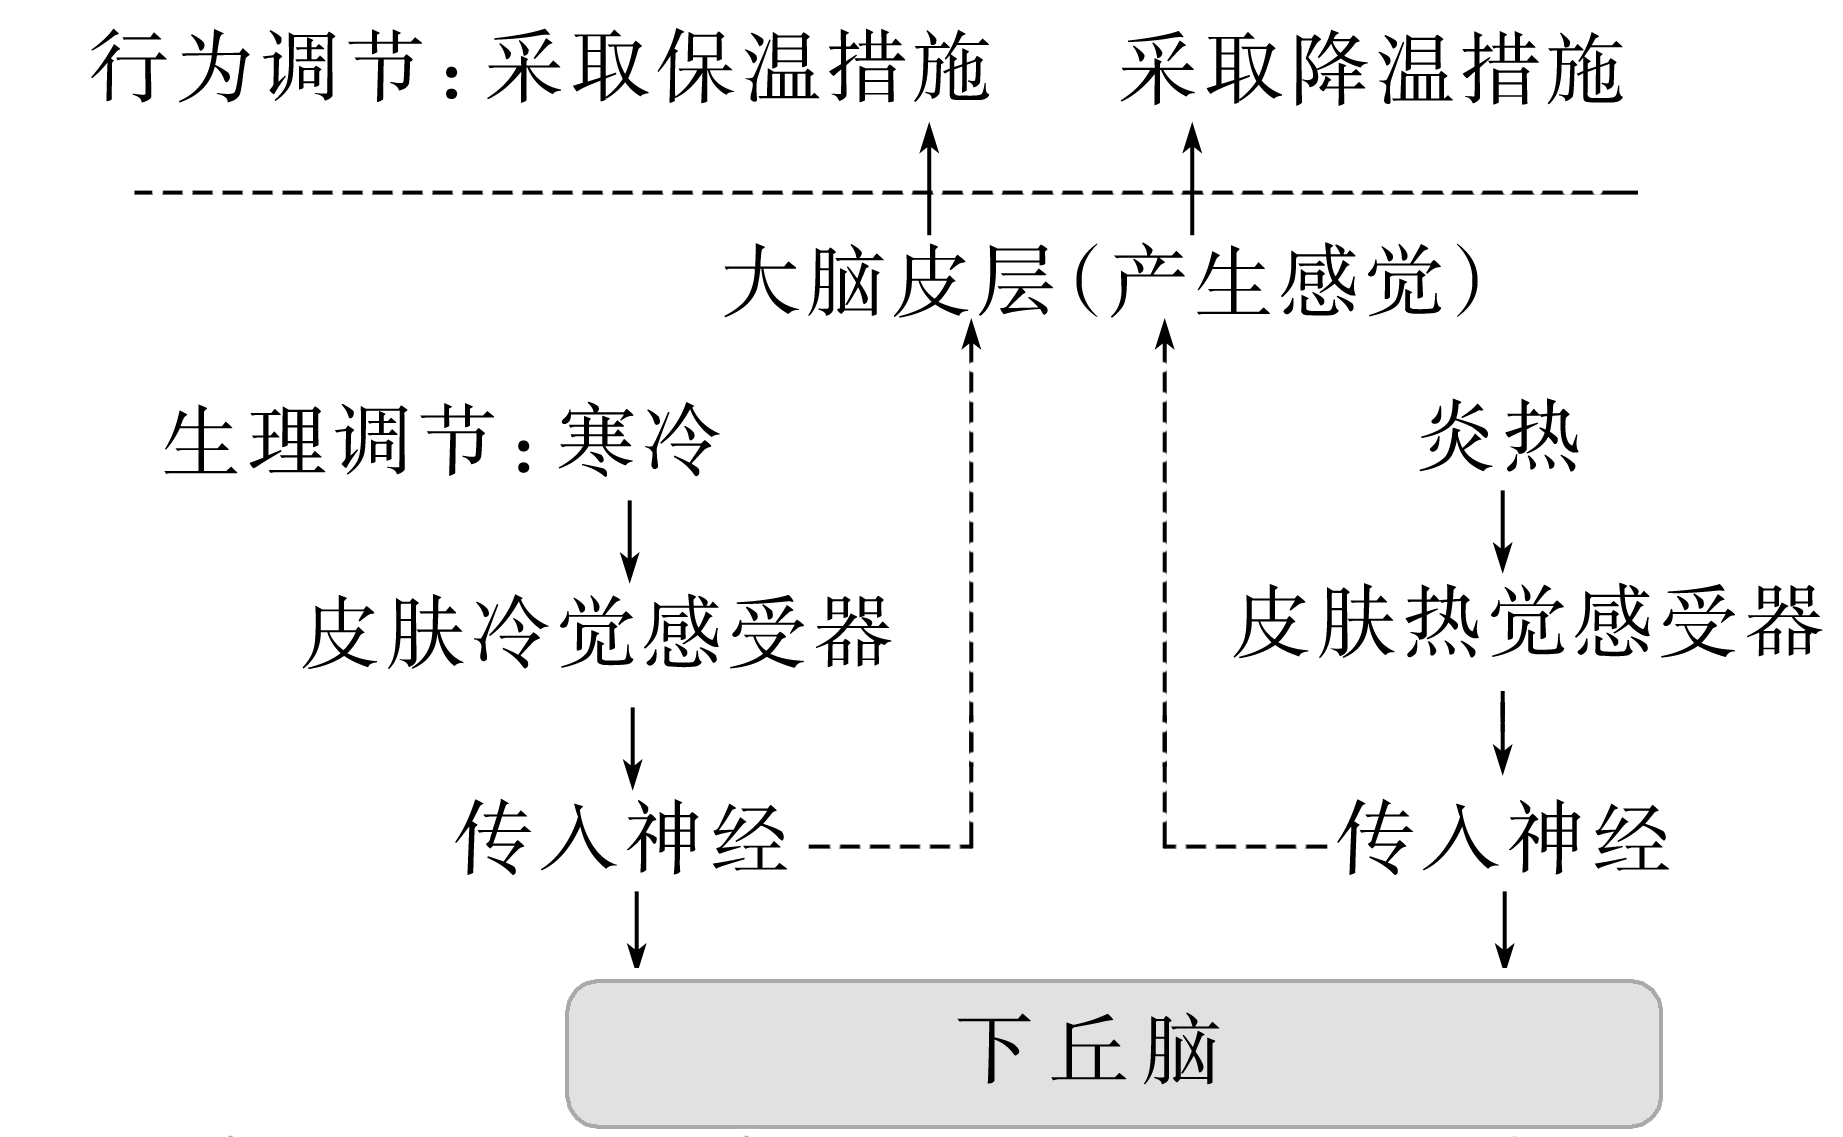 行为调节：采取保温措施 采取降温措施
大脑皮层（产生感觉）
生理调节：寒冷 炎热
皮肤冷觉感受器 皮肤热觉感受器
传入神经 传入神经
下丘脑